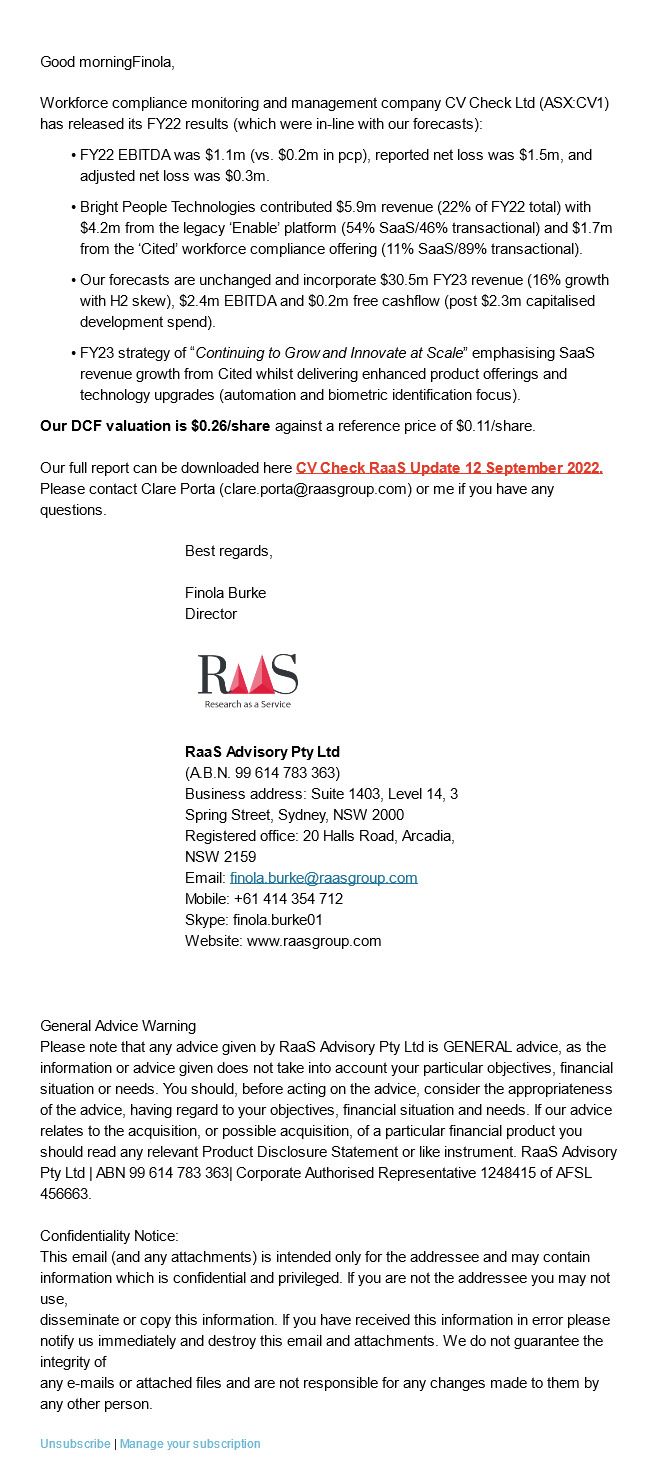 Good morningFinola,
Workforce compliance monitoring and management company CV Check Ltd (ASX:CV1)
has released its FY22 results (which were in-line with our forecasts):
• FY22 EBITDA was $1.1m (vs. $0.2m in pcp), reported net loss was $1.5m, and
adjusted net loss was $0.3m.
• Bright People Technologies contributed $5.9m revenue (22% of FY22 total) with
$4.2m from the legacy ‘Enable’ platform (54% SaaS/46% transactional) and $1.7m
from the ‘Cited’ workforce compliance offering (11% SaaS/89% transactional).
• Our forecasts are unchanged and incorporate $30.5m FY23 revenue (16% growth
with H2 skew), $2.4m EBITDA and $0.2m free cashflow (post $2.3m capitalised
development spend).
• FY23 strategy of “Continuing to Grow and Innovate at Scale” emphasising SaaS
revenue growth from Cited whilst delivering enhanced product offerings and
technology upgrades (automation and biometric identification focus).
Our DCF valuation is $0.26/share against a reference price of $0.11/share.
Our full report can be downloaded here CV Check RaaS Update 12 September 2022.
Please contact Clare Porta (clare.porta@raasgroup.com) or me if you have any
questions.
Best regards,
Finola Burke
Director
RaaS
Research as a Service
RaaS Advisory Pty Ltd
(A.B.N. 99 614 783 363)
Business address: Suite 1403, Level 14, 3
Spring Street, Sydney, NSW 2000
Registered office: 20 Halls Road, Arcadia,
NSW 2159
Email: finola.burke@raasgroup.com
Mobile: +61 414 354 712
Skype: finola.burke01
Website: www.raasgroup.com
General Advice Warning
Please note that any advice given by RaaS Advisory Pty Ltd is GENERAL advice, as the
information or advice given does not take into account your particular objectives, financial
situation or needs. You should, before acting on the advice, consider the appropriateness
of the advice, having regard to your objectives, financial situation and needs. If our advice
relates to the acquisition, or possible acquisition, of a particular financial product you
should read any relevant Product Disclosure Statement or like instrument. RaaS Advisory
Pty Ltd | ABN 99 614 783 363| Corporate Authorised Representative 1248415 of AFSL
456663.
Confidentiality Notice:
This email (and any attachments) is intended only for the addressee and may contain
information which is confidential and privileged. If you are not the addressee you may not
use,
disseminate or copy this information. If you have received this information in error please
notify us immediately and destroy this email and attachments. We do not guarantee the
integrity of
any e-mails or attached files and are not responsible for any changes made to them by
any other person.
Unsubscribe | Manage your subscription